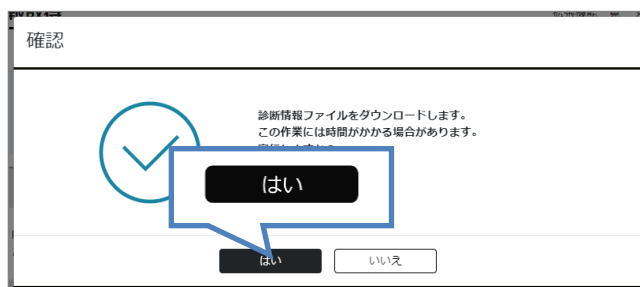 確認
診断情報ファイルをダウンロードします。
この作業には時間がかかる場合があります。
はい
はい
いいえ